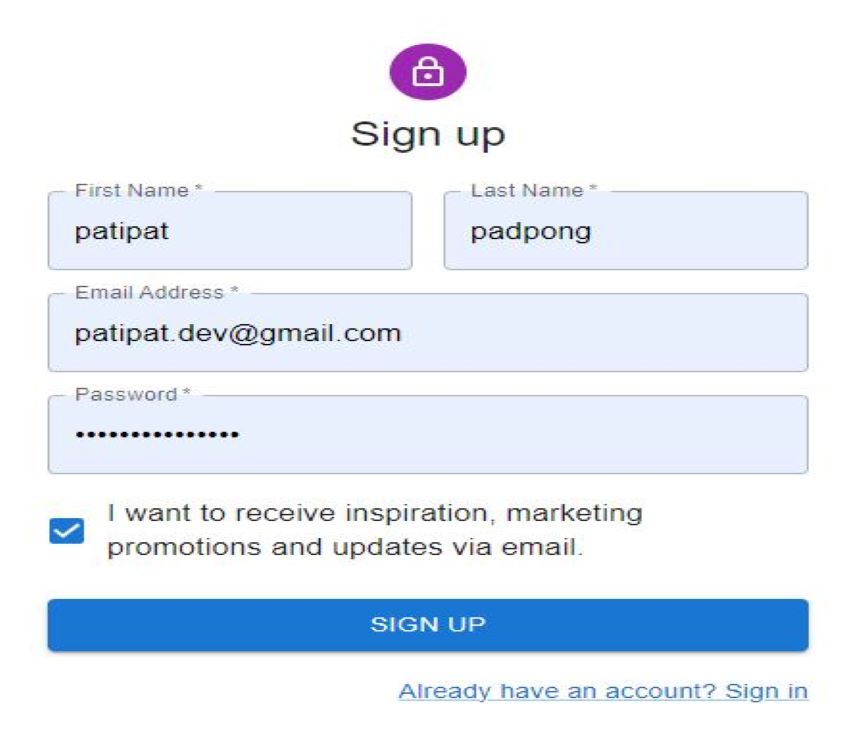 Sign up
First Name *
Last Name *
patipat
padpong
Email Address *
patipat.dev@gmail.com
Password *
•••••••••••••••
I want to receive inspiration, marketing
promotions and updates via email.
SIGN UP
Already have an account? Sign in